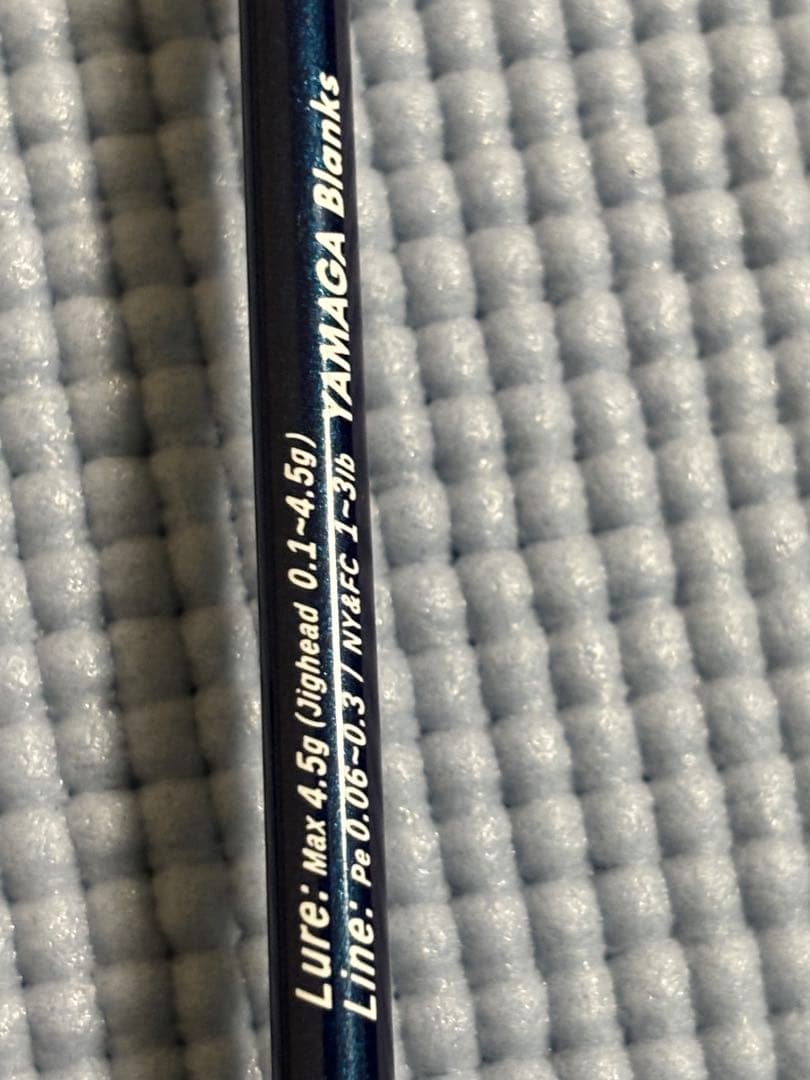 Lure: Max 4.5g (Jighead 0.1~4.5g)
Line: Pe 0.06~0.3 / NY&FC 1~3lb
YAMAGA Blanks